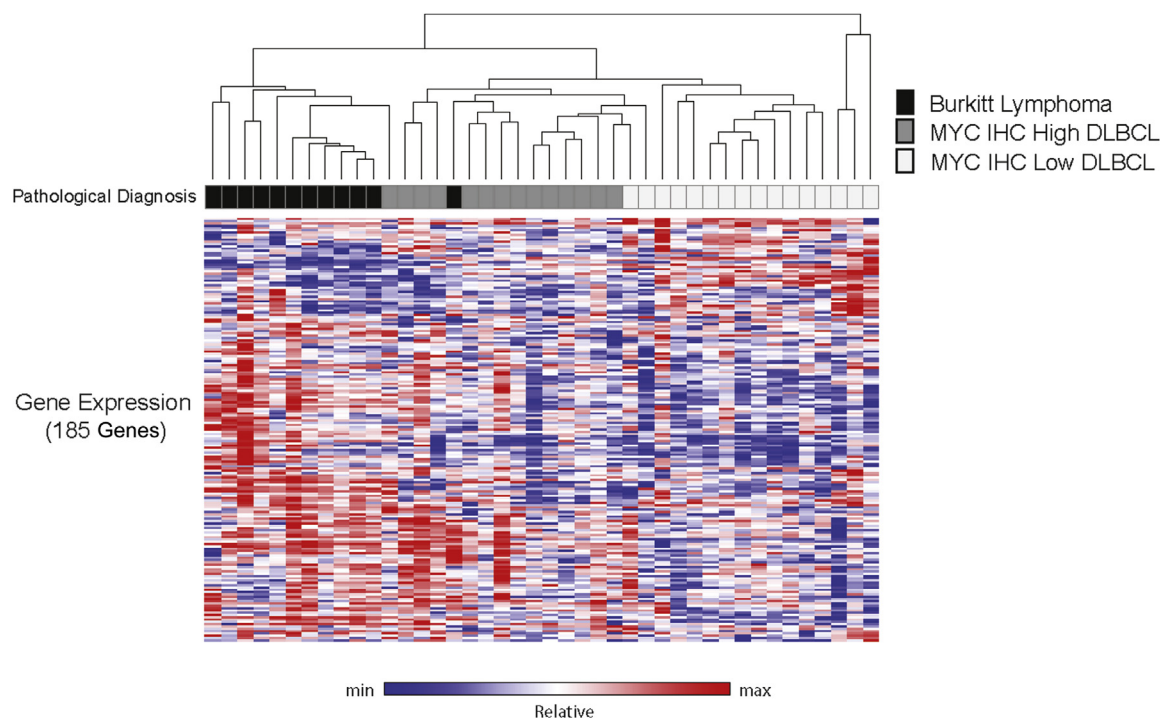 Burkitt Lymphoma
MYC IHC High DLBCL
MYC IHC Low DLBCL
Pathological Diagnosis
Gene Expression
(185 Genes)
min
max
Relative